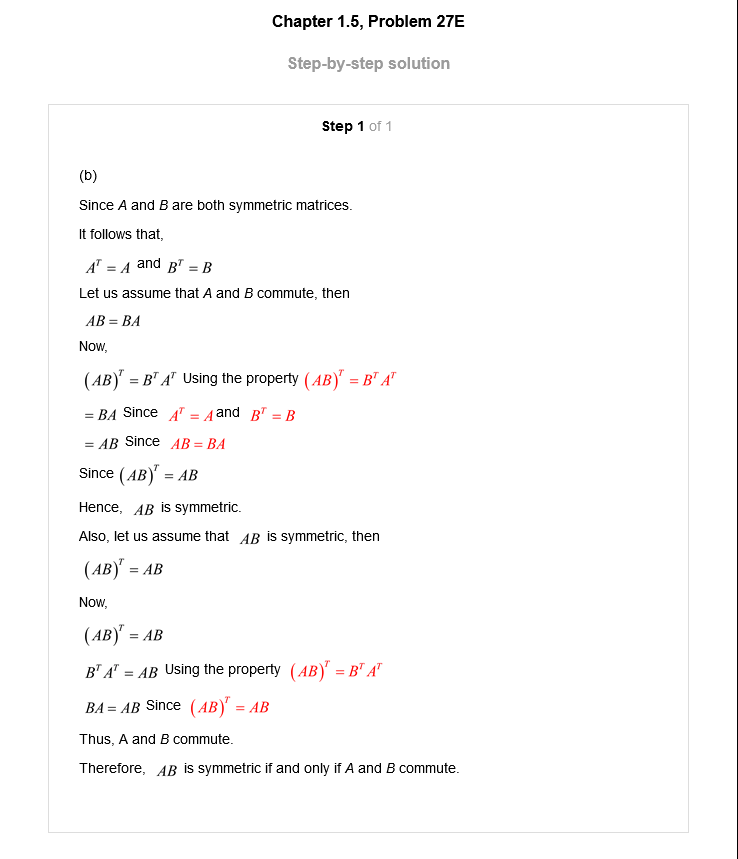 Chapter 1.5, Problem 27E
Step-by-step solution
Step 1 of 1
(b)
Since A and B are both symmetric matrices.
It follows that,
A^T = A and B^T = B
Let us assume that A and B commute, then
AB = BA
Now,
(AB)^T = B^T A^T Using the property (AB)^T = B^T A^T
= BA Since A^T = A and B^T = B
= AB Since AB = BA
Since (AB)^T = AB
Hence, AB is symmetric.
Also, let us assume that AB is symmetric, then
(AB)^T = AB
Now,
(AB)^T = AB
B^T A^T = AB Using the property (AB)^T = B^T A^T
BA = AB Since (AB)^T = AB
Thus, A and B commute.
Therefore, AB is symmetric if and only if A and B commute.